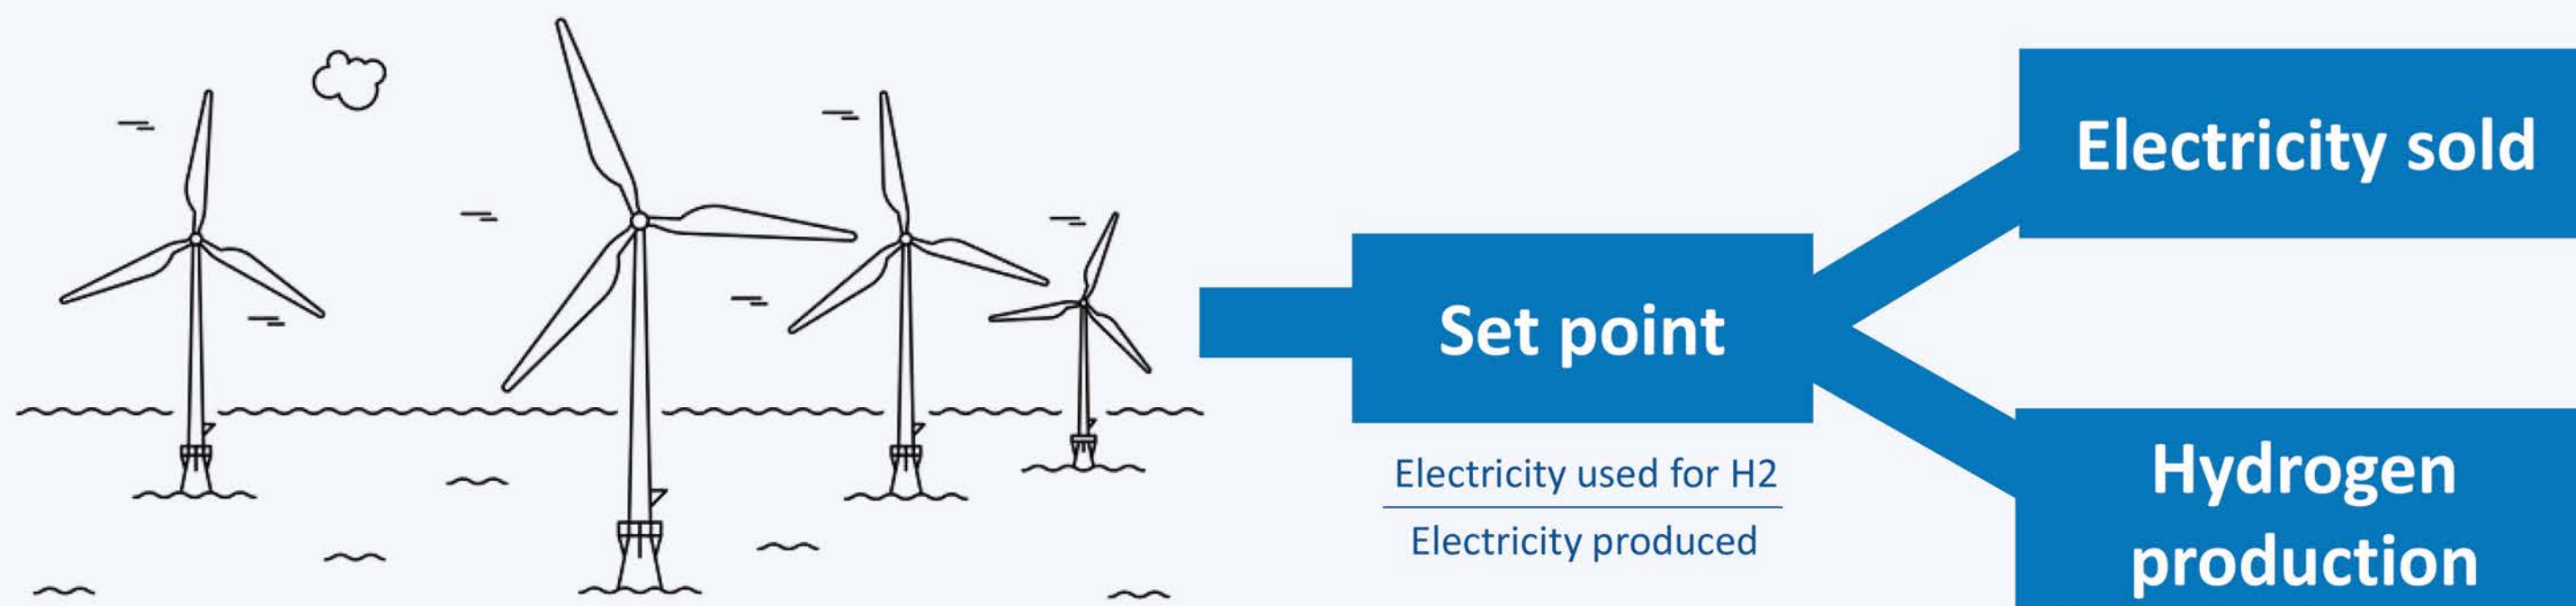 Electricity sold
Set point
Electricity used for H2
Electricity produced
Hydrogen
production